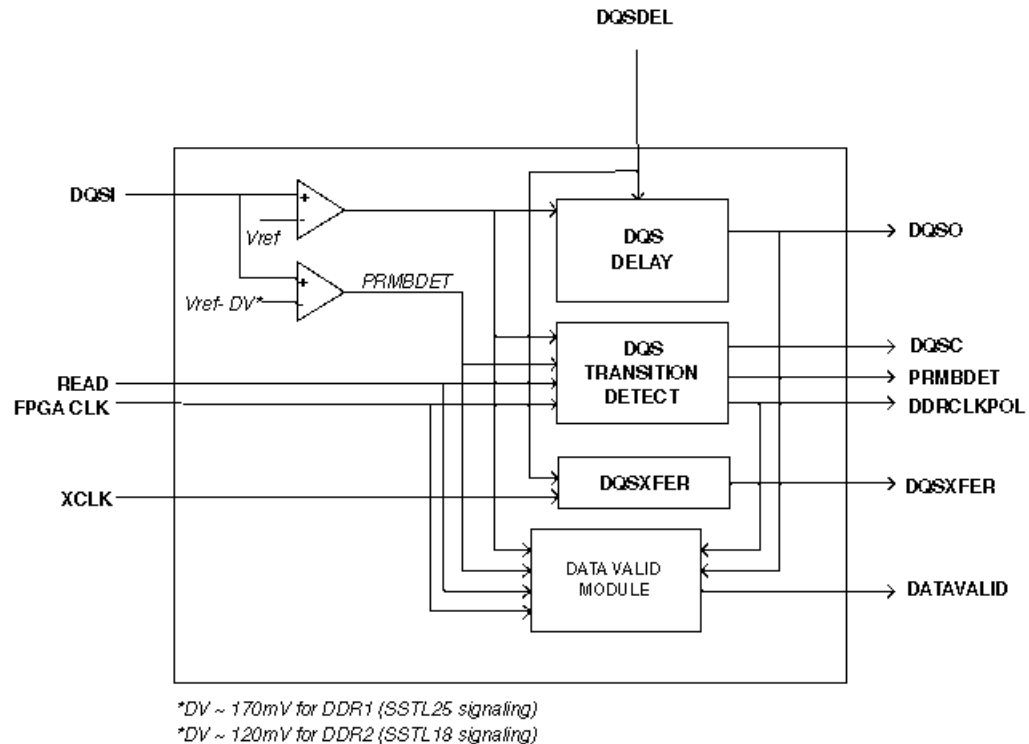 DQSDEL
DQSI
+
-
Vref
DQS
DELAY
DQSO
+
-
Vref- DV*
PRMBDET
DQS
TRANSITION
DETECT
DQSC
PRMBDET
DDRCLKPOL
READ
FPGA CLK
XCLK
DQSXFER
DQSXFER
DATA VALID
MODULE
DATAVALID
*DV ~ 170mV for DDR1 (SSTL25 signaling)
*DV ~ 120mV for DDR2 (SSTL18 signaling)